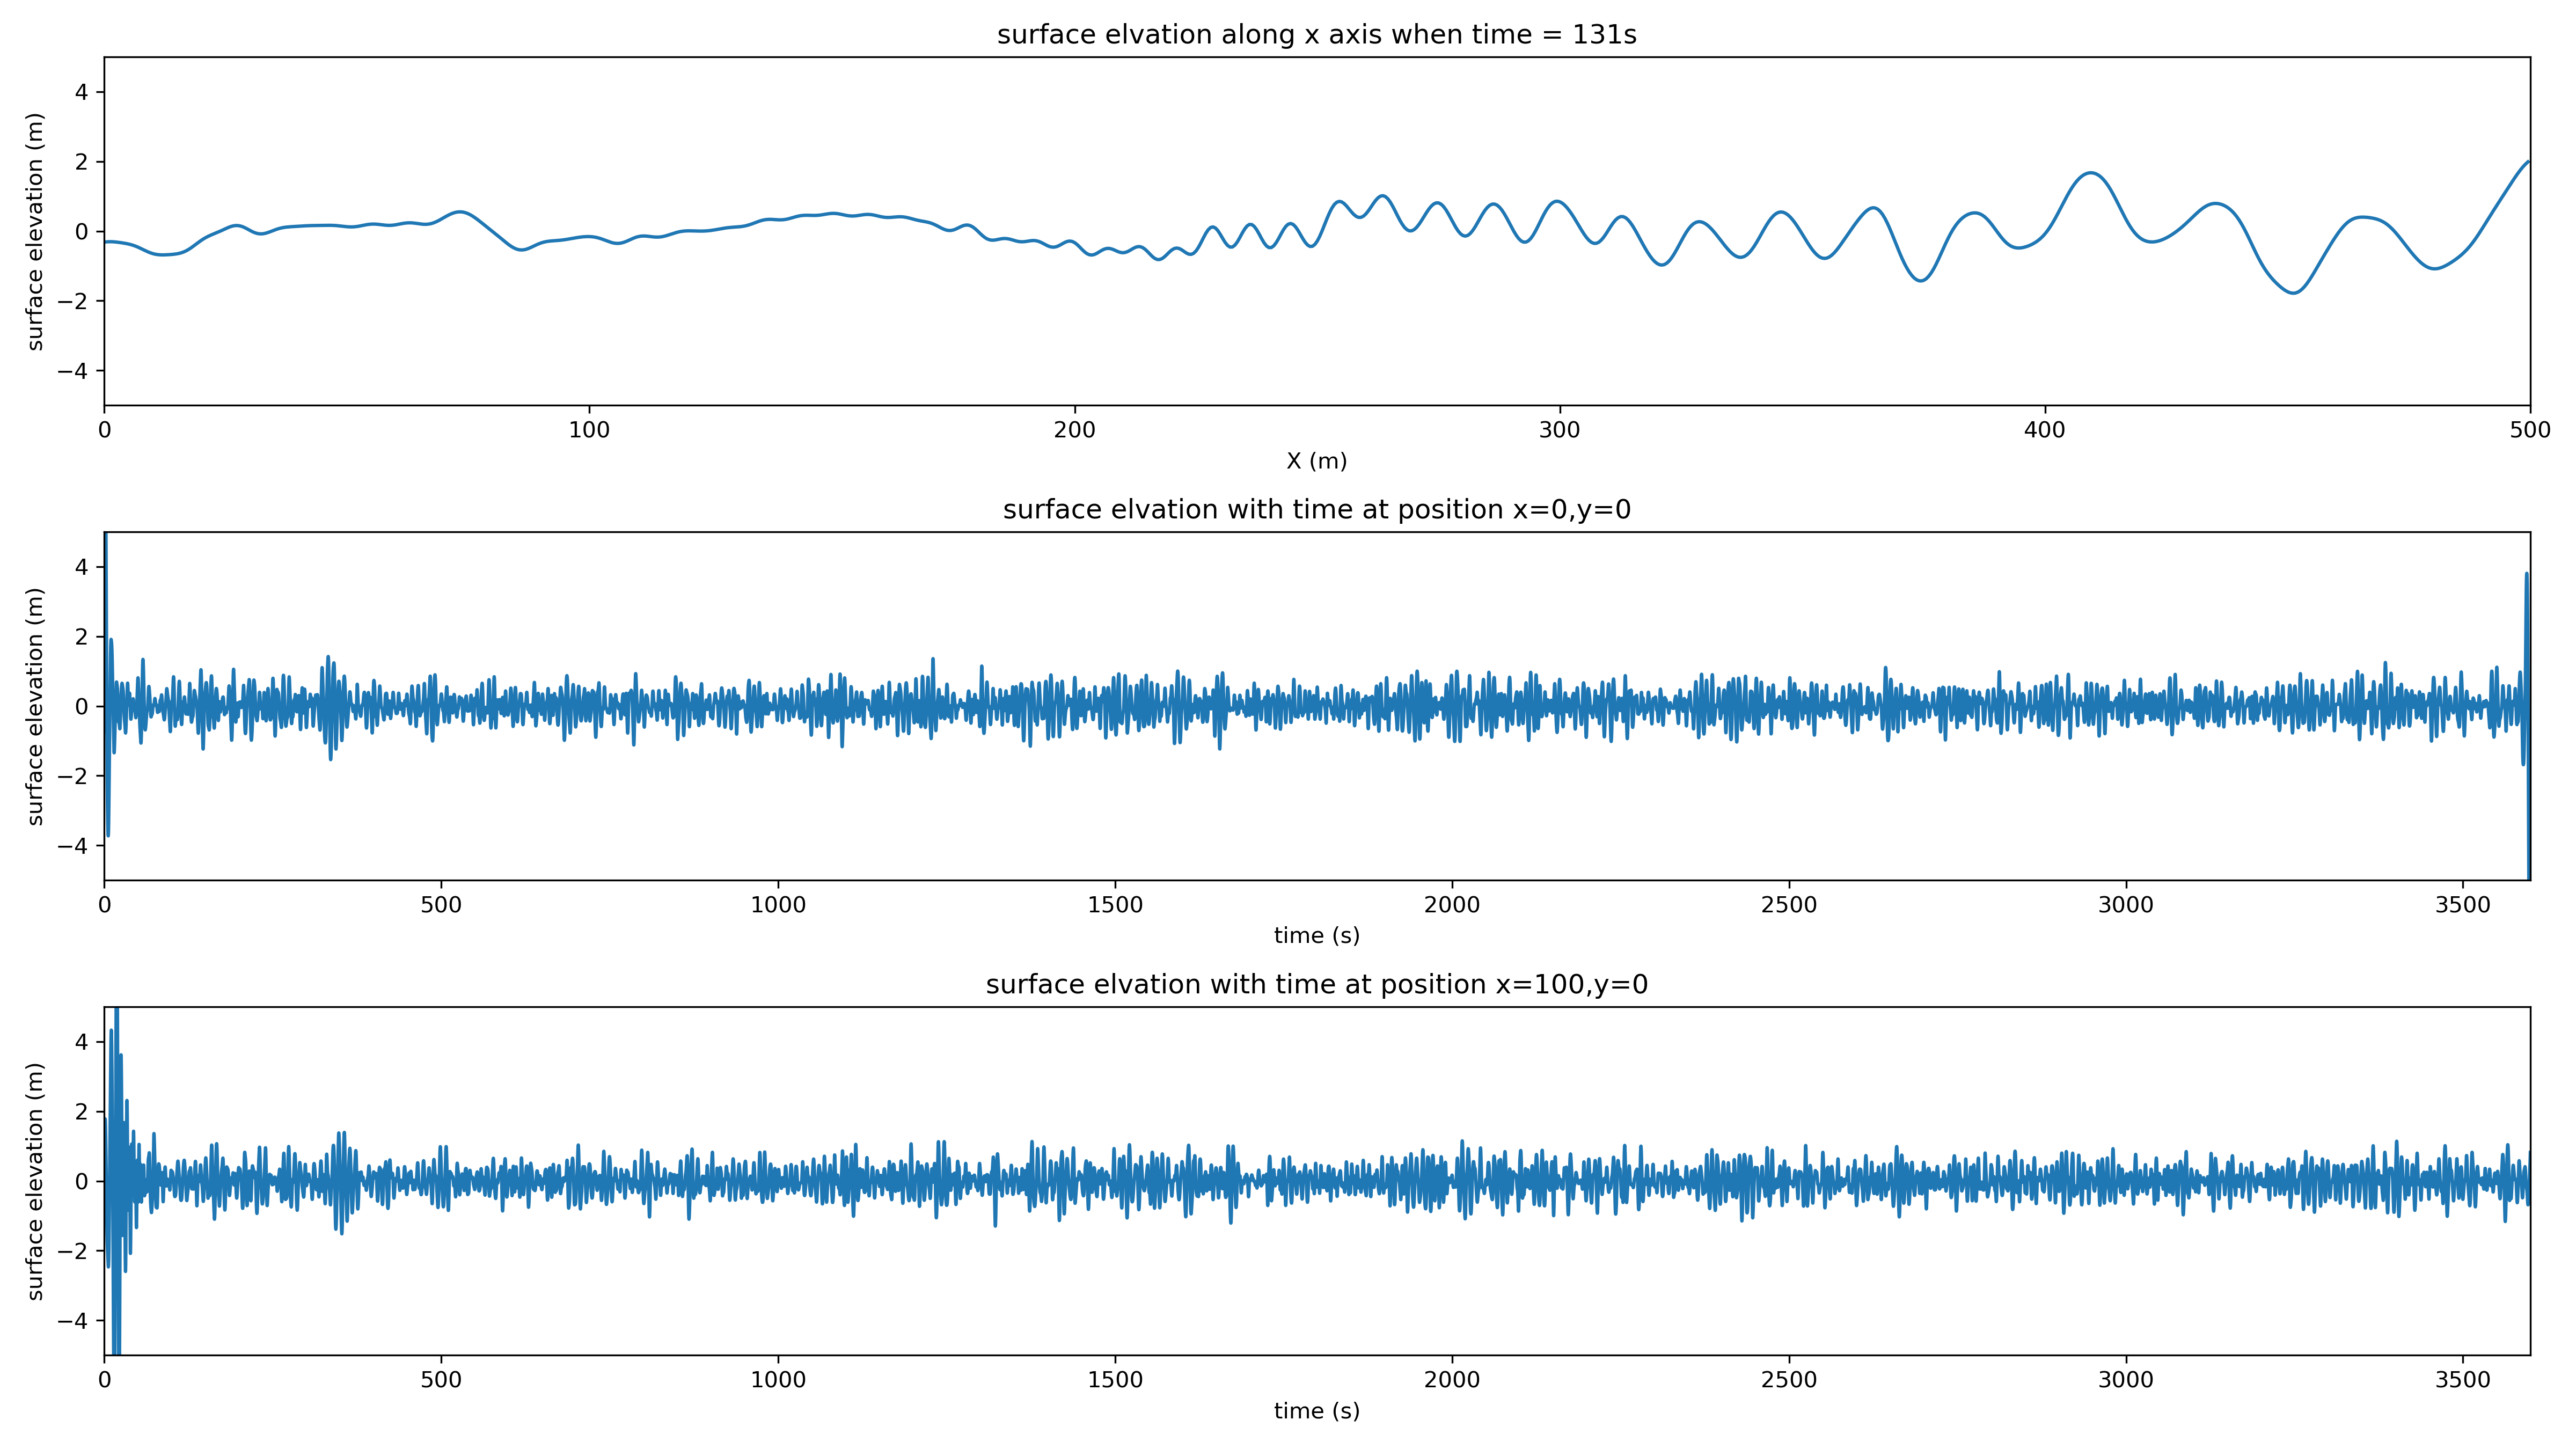 surface elvation along x axis when time = 131s
surface elevation (m)
4
2
0
−2
−4
0 100 200 300 400 500
X (m)
surface elvation with time at position x=0,y=0
surface elevation (m)
4
2
0
−2
−4
0 500 1000 1500 2000 2500 3000 3500
time (s)
surface elvation with time at position x=100,y=0
surface elevation (m)
4
2
0
−2
−4
0 500 1000 1500 2000 2500 3000 3500
time (s)